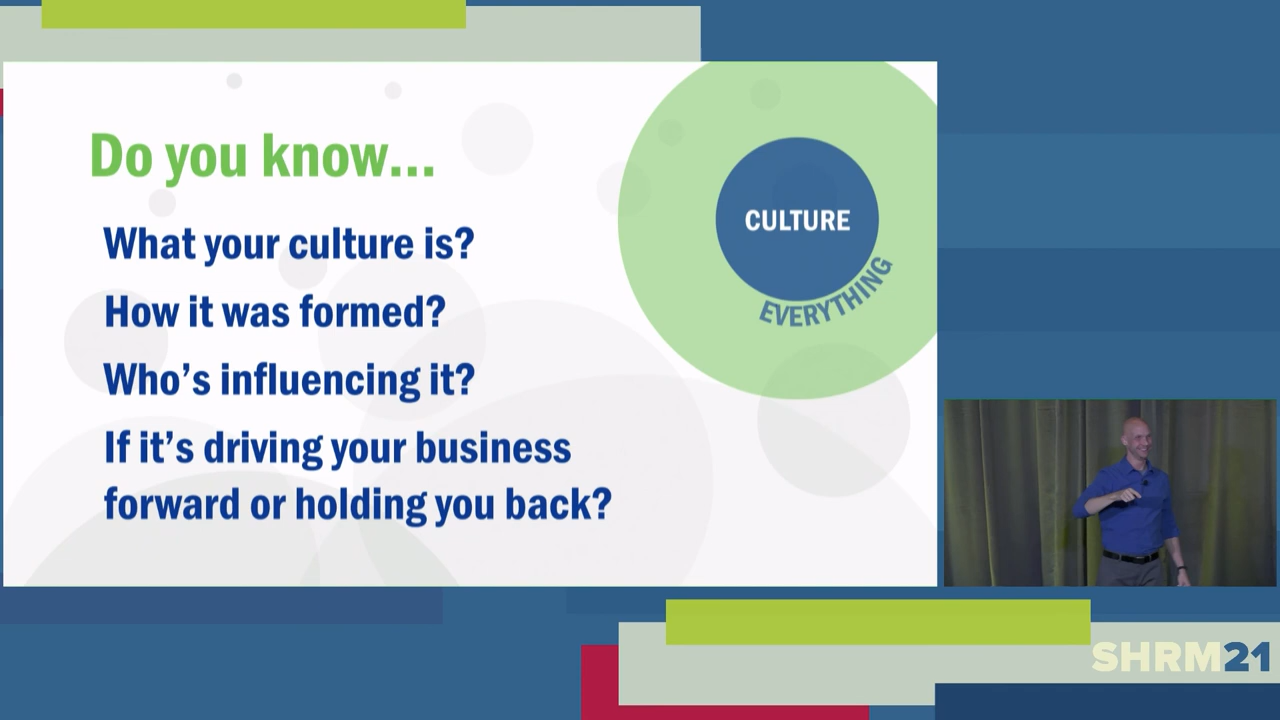 Do you know...
What your culture is?
How it was formed?
Who's influencing it?
If it's driving your business
forward or holding you back?
CULTURE
EVERYTHING
SHRM21